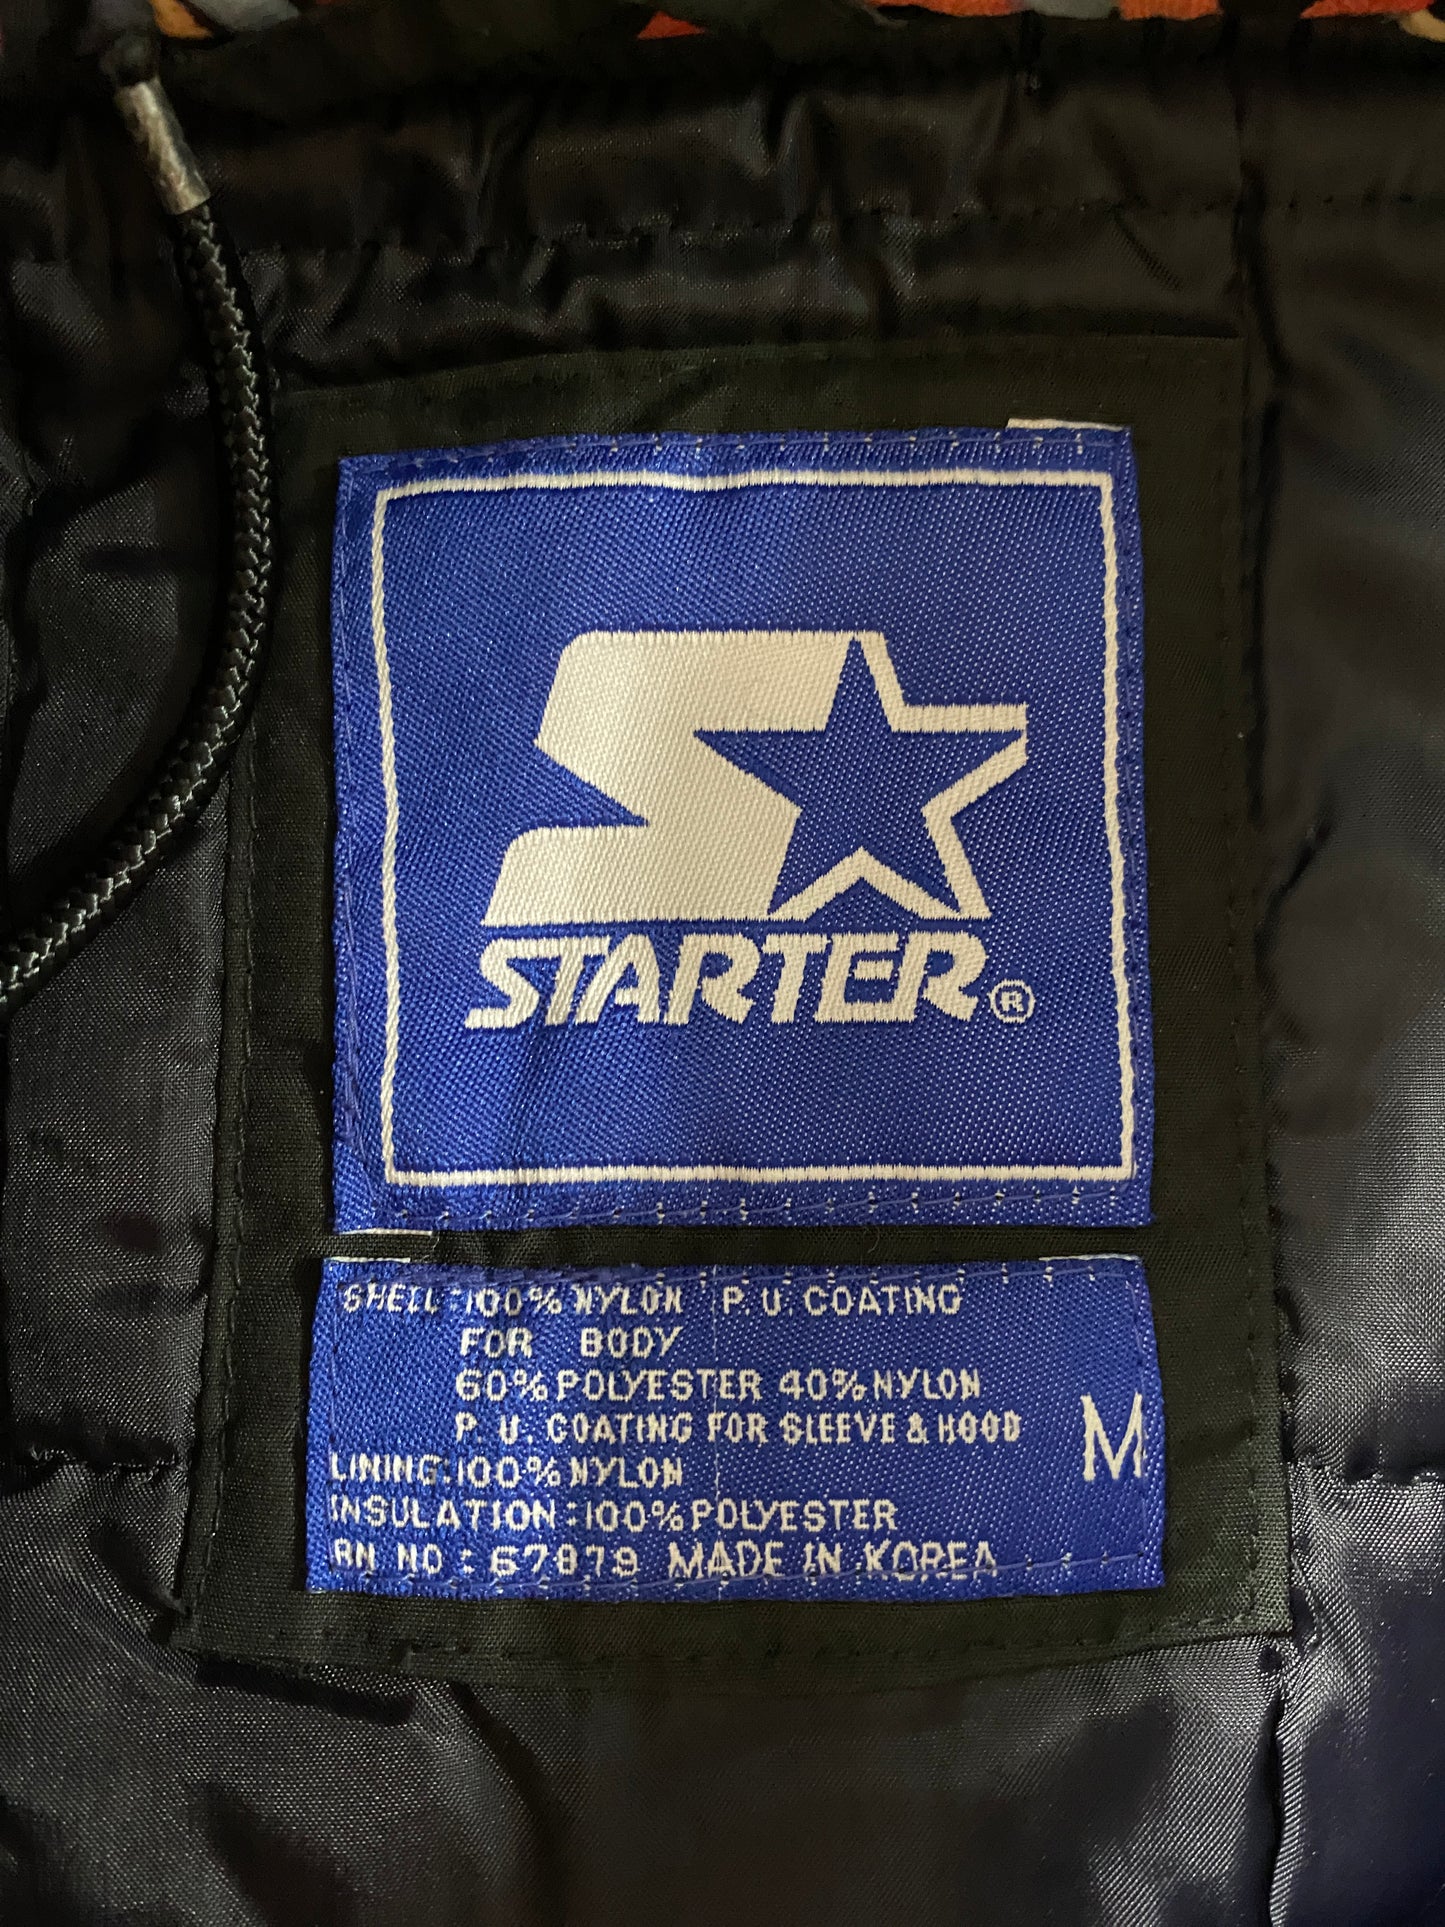 STARTER®
SHELL:100% NYLON P. U. COATING
FOR BODY
60% POLYESTER 40% NYLON
P. U. COATING FOR SLEEVE & HOOD
M
LINING:100% NYLON
INSULATION:100% POLYESTER
RN NO:67879 MADE IN KOREA